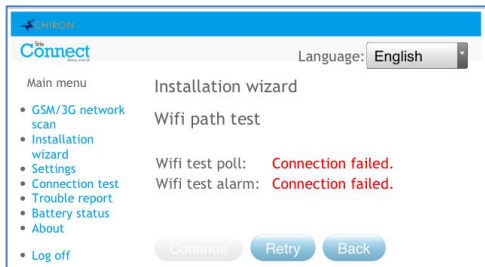 CHIRON
Iris
Connect
Language: English
Main menu
• GSM/3G network
scan
• Installation
wizard
• Settings
• Connection test
• Trouble report
• Battery status
• About
• Log off
Installation wizard
Wifi path test
Wifi test poll: Connection failed.
Wifi test alarm: Connection failed.
Continue Retry Back